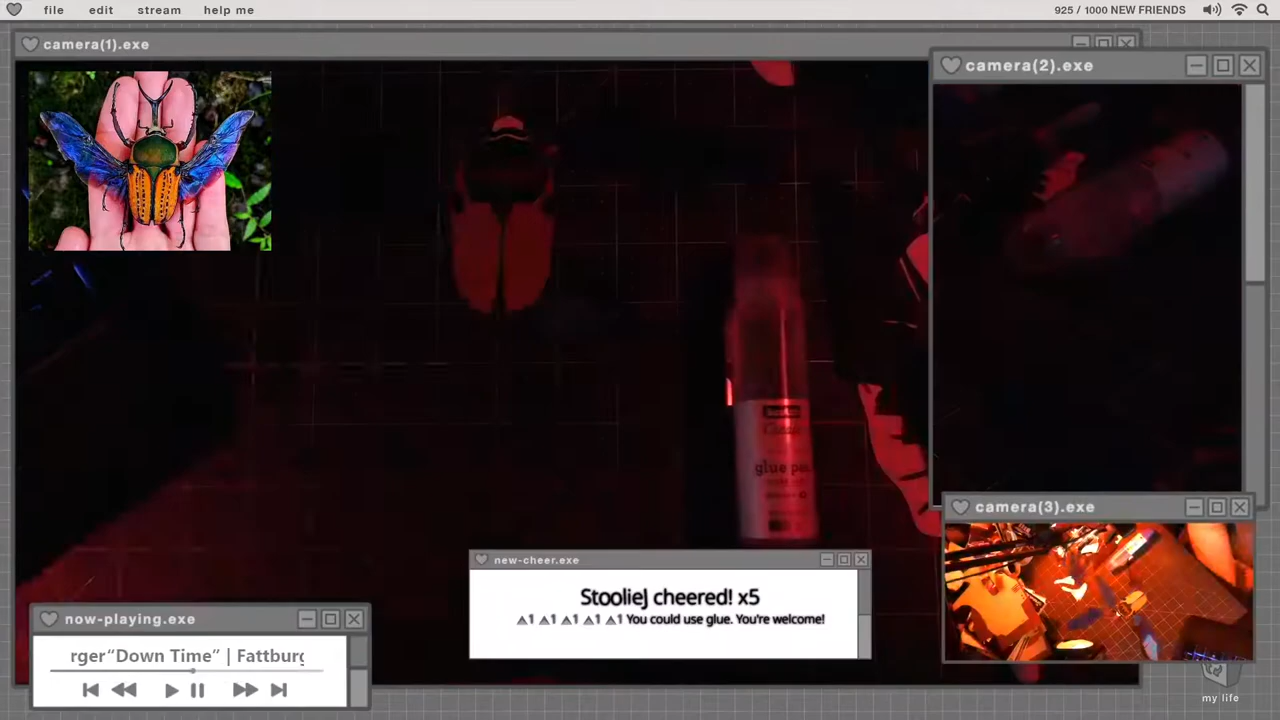 file edit stream help me
925 / 1000 NEW FRIENDS
camera(1).exe
camera(2).exe
glue pe
camera(3).exe
new-cheer.exe
StoolieJ cheered! x5
1 1 1 1 1 You could use glue. You're welcome!
now-playing.exe
rger“Down Time” | Fattburg
my life